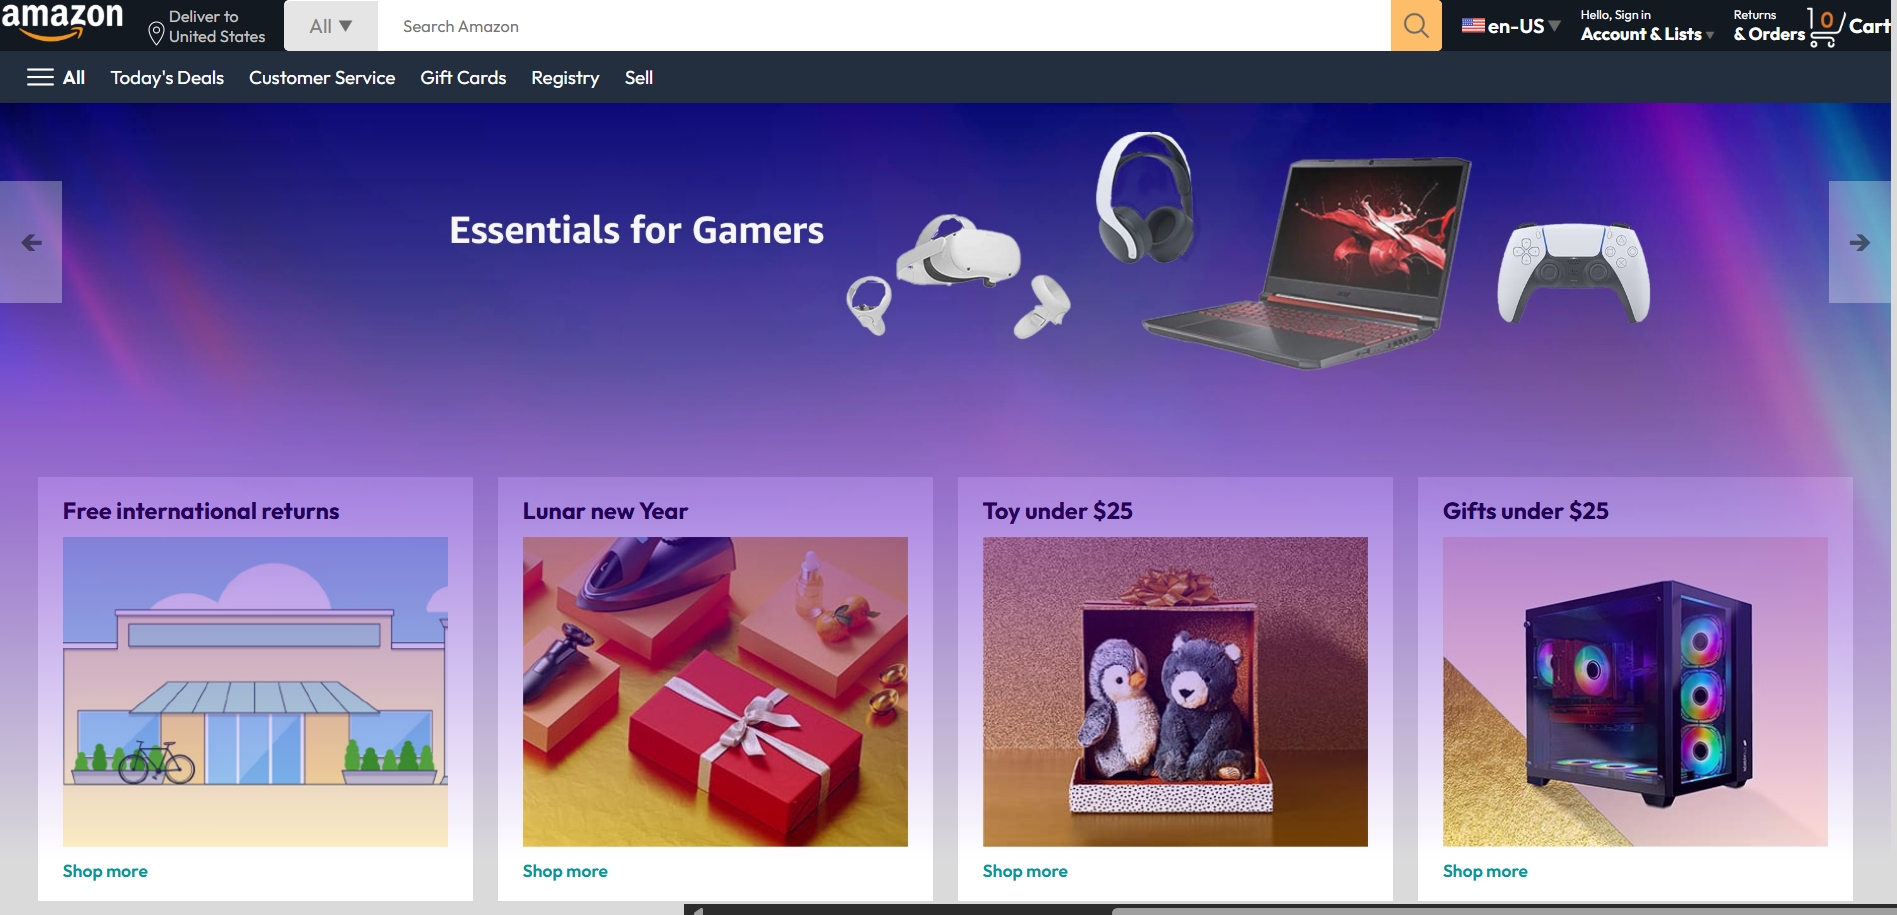 amazon
Deliver to
United States
All ▼
Search Amazon
en-US ▼
Hello, Sign in
Account & Lists ▼
Returns
& Orders
0
Cart
All
Today's Deals
Customer Service
Gift Cards
Registry
Sell
Essentials for Gamers
Free international returns
Lunar new Year
Toy under $25
Gifts under $25
Shop more
Shop more
Shop more
Shop more